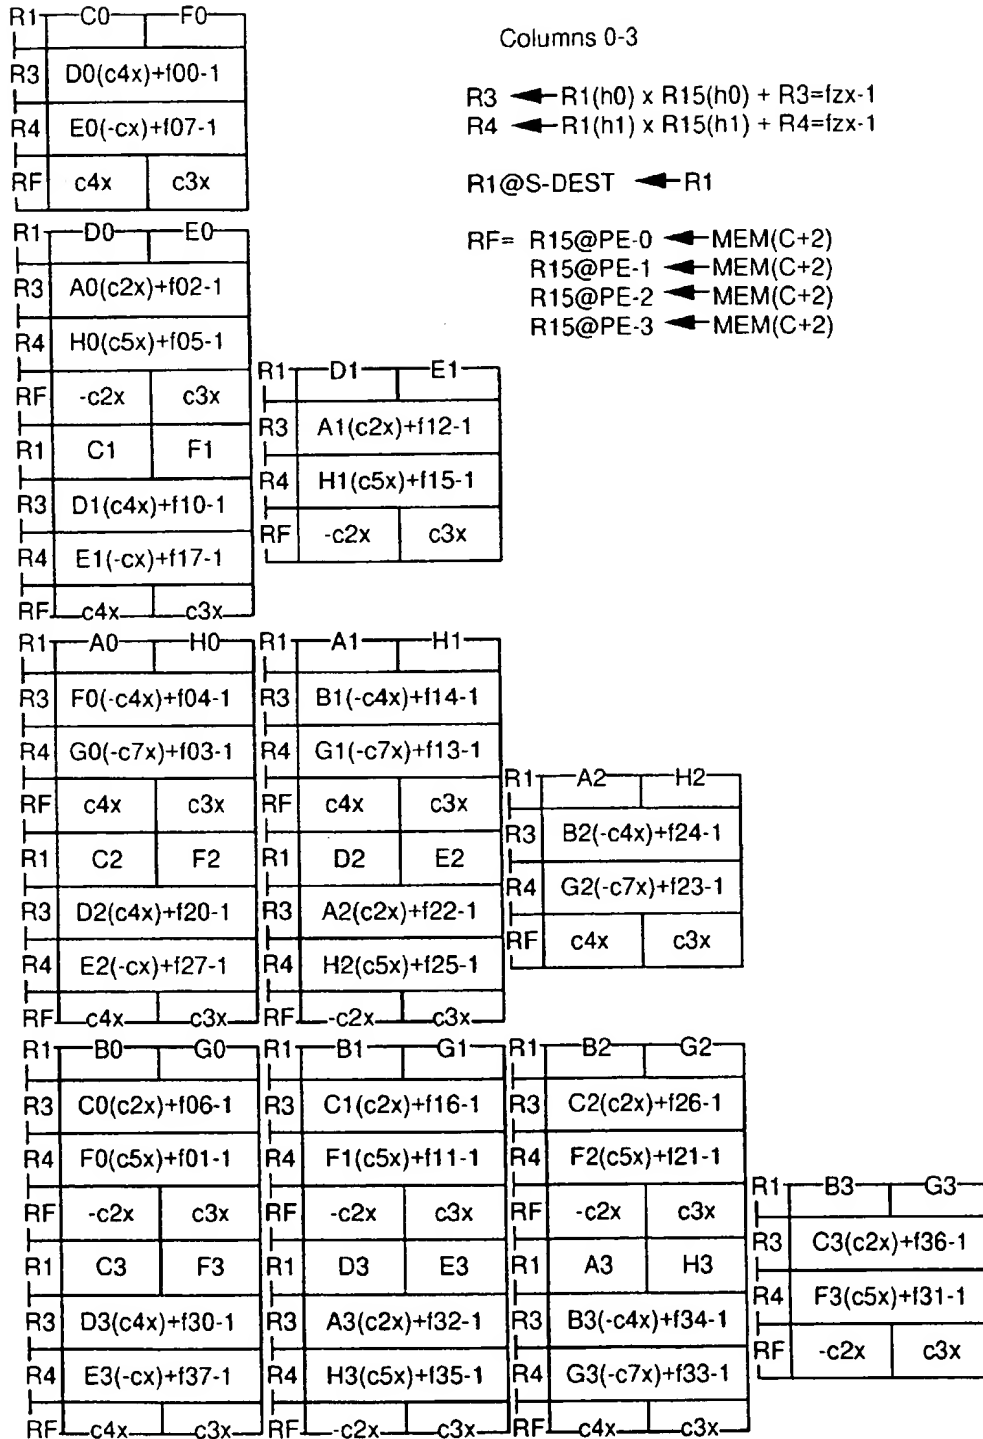 Columns 0-3
R3 ← R1(h0) x R15(h0) + R3=fzx-1
R4 ← R1(h1) x R15(h1) + R4=fzx-1
R1@S-DEST ← R1
RF= R15@PE-0 ← MEM(C+2)
R15@PE-1 ← MEM(C+2)
R15@PE-2 ← MEM(C+2)
R15@PE-3 ← MEM(C+2)
R1 C0 F0
R3 D0(c4x)+f00-1
R4 E0(-cx)+f07-1
RF c4x c3x
R1 D0 E0
R3 A0(c2x)+f02-1
R4 H0(c5x)+f05-1
RF -c2x c3x
R1 C1 F1
R3 D1(c4x)+f10-1
R4 E1(-cx)+f17-1
RF c4x c3x
R1 D1 E1
R3 A1(c2x)+f12-1
R4 H1(c5x)+f15-1
RF -c2x c3x
R1 A0 H0
R3 F0(-c4x)+f04-1
R4 G0(-c7x)+f03-1
RF c4x c3x
R1 C2 F2
R3 D2(c4x)+f20-1
R4 E2(-cx)+f27-1
RF c4x c3x
R1 A1 H1
R3 B1(-c4x)+f14-1
R4 G1(-c7x)+f13-1
RF c4x c3x
R1 D2 E2
R3 A2(c2x)+f22-1
R4 H2(c5x)+f25-1
RF -c2x c3x
R1 A2 H2
R3 B2(-c4x)+f24-1
R4 G2(-c7x)+f23-1
RF c4x c3x
R1 B0 G0
R3 C0(c2x)+f06-1
R4 F0(c5x)+f01-1
RF -c2x c3x
R1 C3 F3
R3 D3(c4x)+f30-1
R4 E3(-cx)+f37-1
RF c4x c3x
R1 B1 G1
R3 C1(c2x)+f16-1
R4 F1(c5x)+f11-1
RF -c2x c3x
R1 D3 E3
R3 A3(c2x)+f32-1
R4 H3(c5x)+f35-1
RF -c2x c3x
R1 B2 G2
R3 C2(c2x)+f26-1
R4 F2(c5x)+f21-1
RF -c2x c3x
R1 A3 H3
R3 B3(-c4x)+f34-1
R4 G3(-c7x)+f33-1
RF c4x c3x
R1 B3 G3
R3 C3(c2x)+f36-1
R4 F3(c5x)+f31-1
RF -c2x c3x